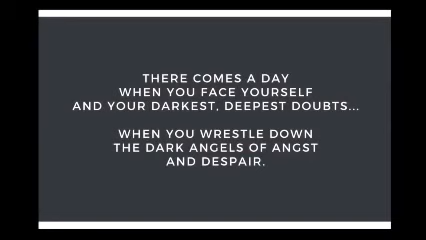 THERE COMES A DAY
WHEN YOU FACE YOURSELF
AND YOUR DARKEST, DEEPEST DOUBTS...
WHEN YOU WRESTLE DOWN
THE DARK ANGELS OF ANGST
AND DESPAIR.